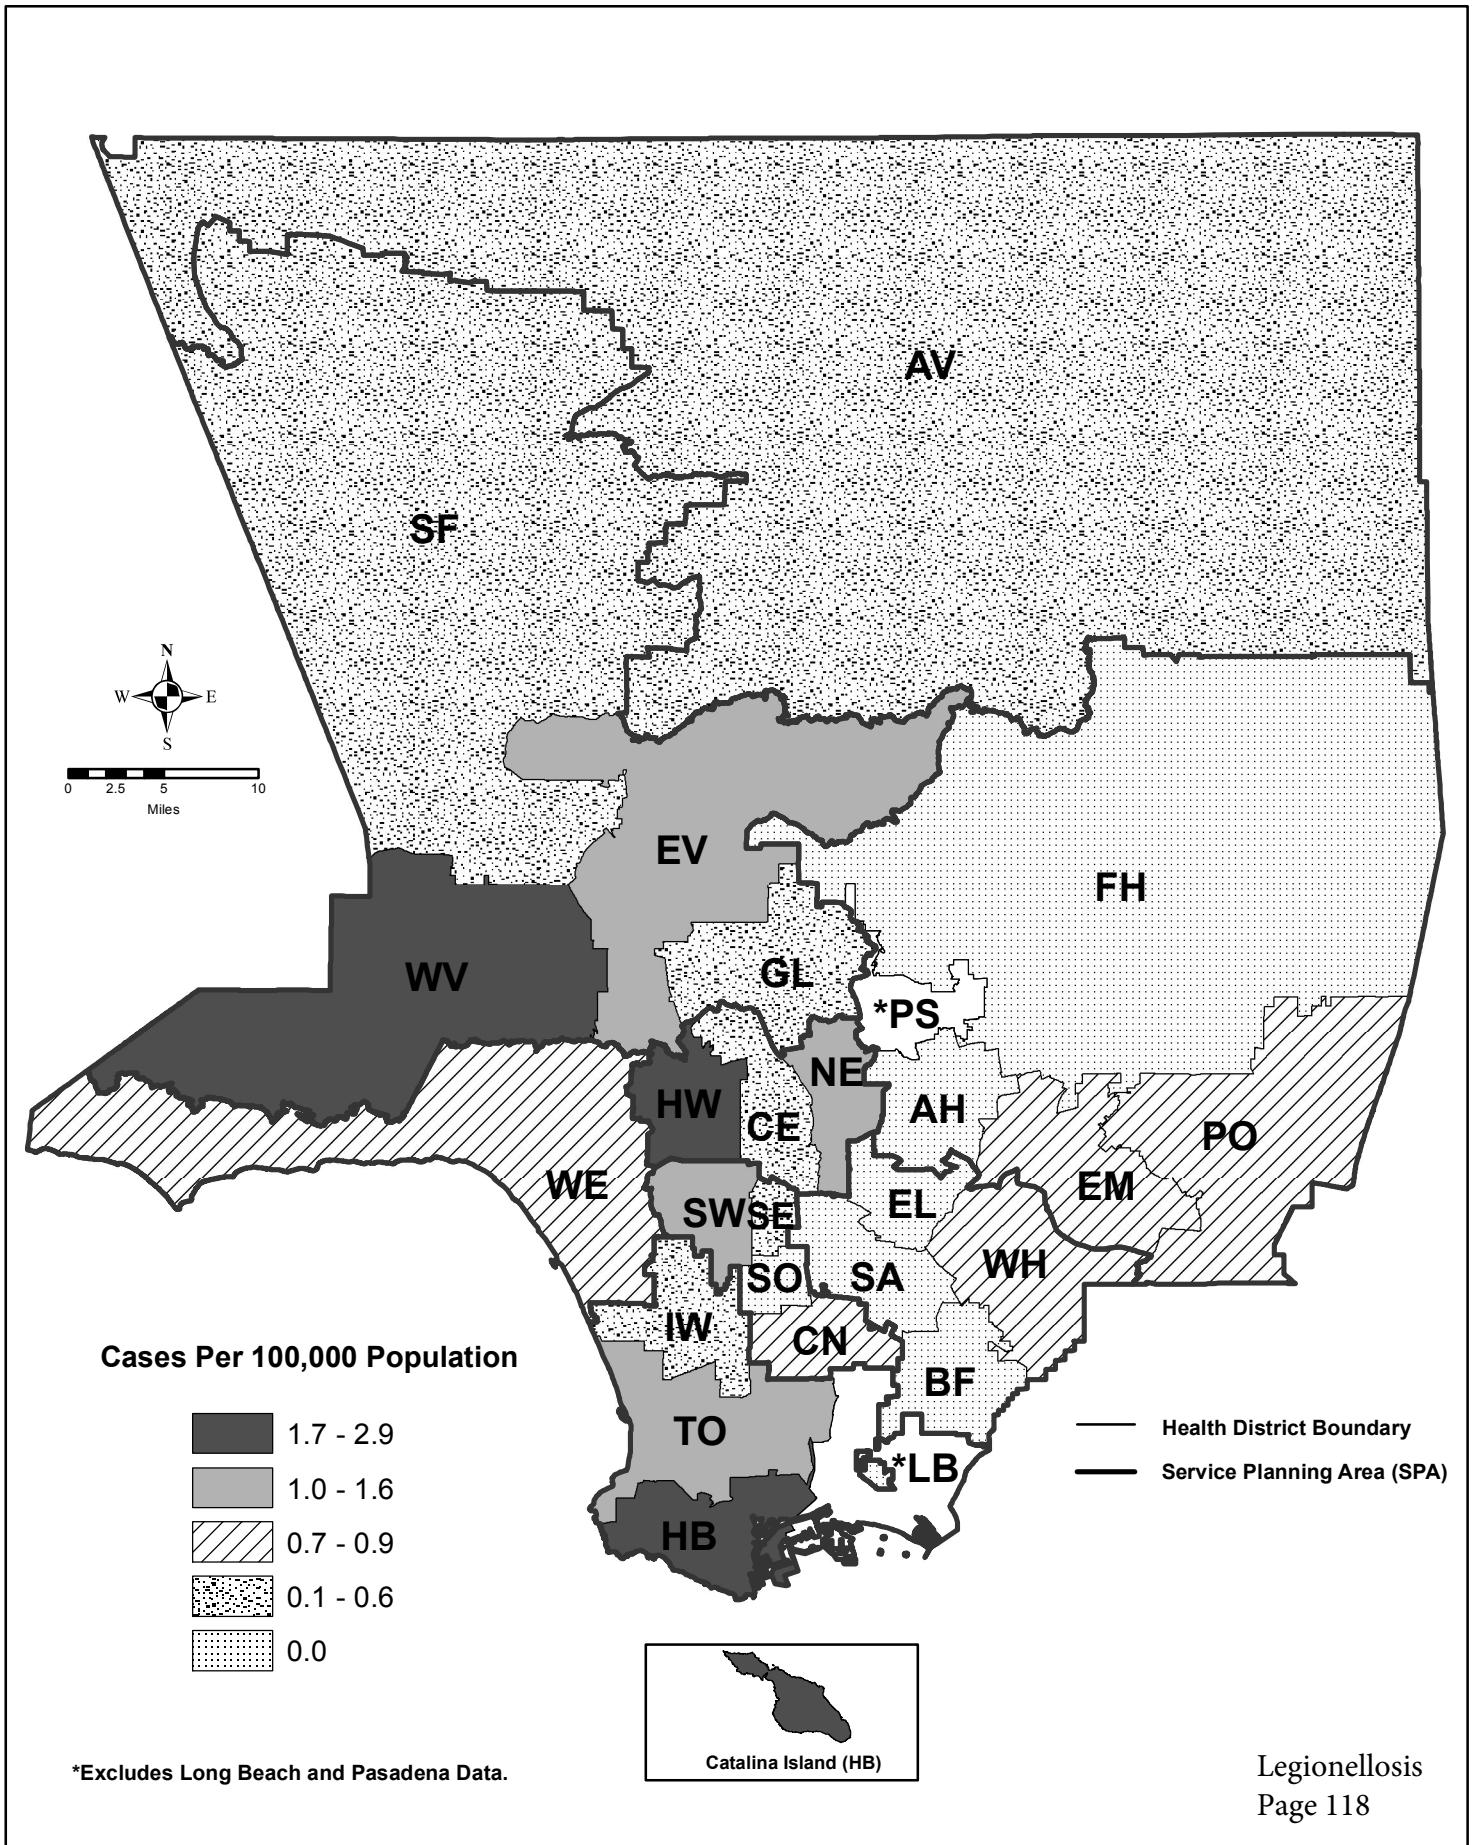 AV
SF
N
W E
S
0 2.5 5 10
Miles
EV
FH
WV
GL
*PS
NE
HW
AH
CE
PO
WE
EM
SW
SE
EL
WH
SO
SA
IW
CN
BF
TO
*LB
HB
Cases Per 100,000 Population
1.7 - 2.9
1.0 - 1.6
0.7 - 0.9
0.1 - 0.6
0.0
Health District Boundary
Service Planning Area (SPA)
Catalina Island (HB)
*Excludes Long Beach and Pasadena Data.
Legionellosis
Page 118